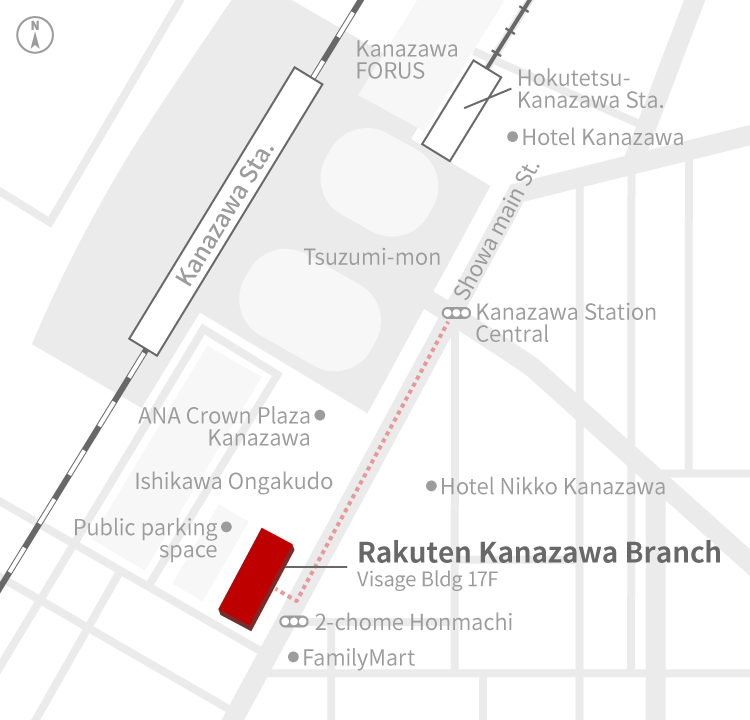 N
Kanazawa
FORUS
Hokutetsu-
Kanazawa Sta.
Hotel Kanazawa
Kanazawa Sta.
Showa main St.
Tsuzumi-mon
Kanazawa Station
Central
ANA Crown Plaza
Kanazawa
Ishikawa Ongakudo
Hotel Nikko Kanazawa
Public parking
space
Rakuten Kanazawa Branch
Visage Bldg 17F
2-chome Honmachi
FamilyMart